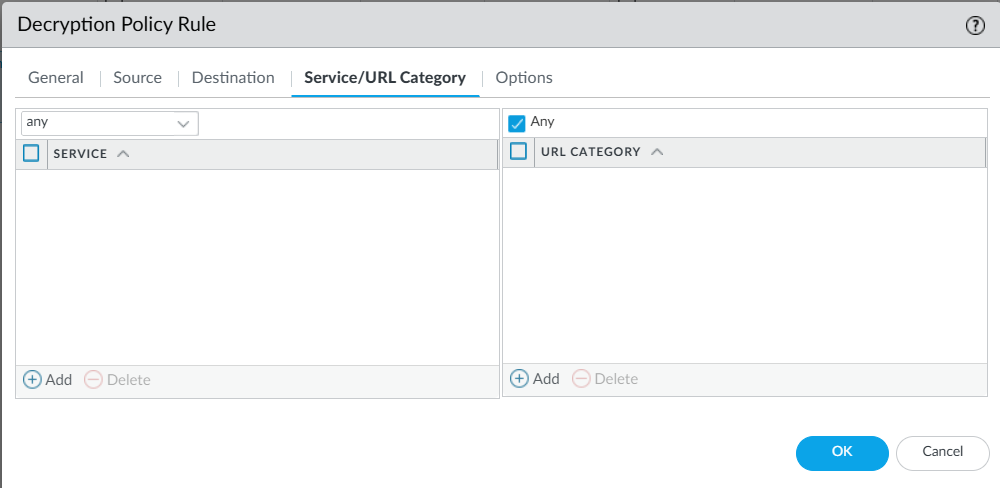 Decryption Policy Rule
General Source Destination Service/URL Category Options
any
SERVICE
Add Delete
Any
URL CATEGORY
Add Delete
OK Cancel